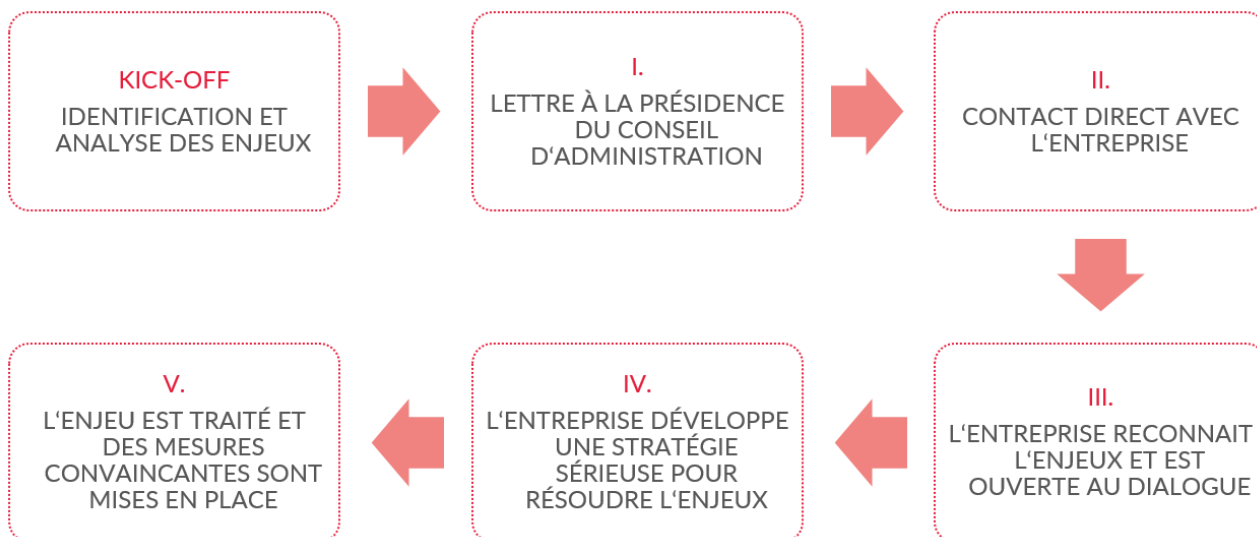 KICK-OFF
IDENTIFICATION ET
ANALYSE DES ENJEUX
I.
LETTRE À LA PRÉSIDENCE
DU CONSEIL
D‘ADMINISTRATION
II.
CONTACT DIRECT AVEC
L‘ENTREPRISE
III.
L‘ENTREPRISE RECONNAIT
L‘ENJEUX ET EST
OUVERTE AU DIALOGUE
IV.
L‘ENTREPRISE DÉVELOPPE
UNE STRATÉGIE
SÉRIEUSE POUR
RÉSOUDRE L‘ENJEUX
V.
L‘ENJEU EST TRAITÉ ET
DES MESURES
CONVAINCANTES SONT
MISES EN PLACE